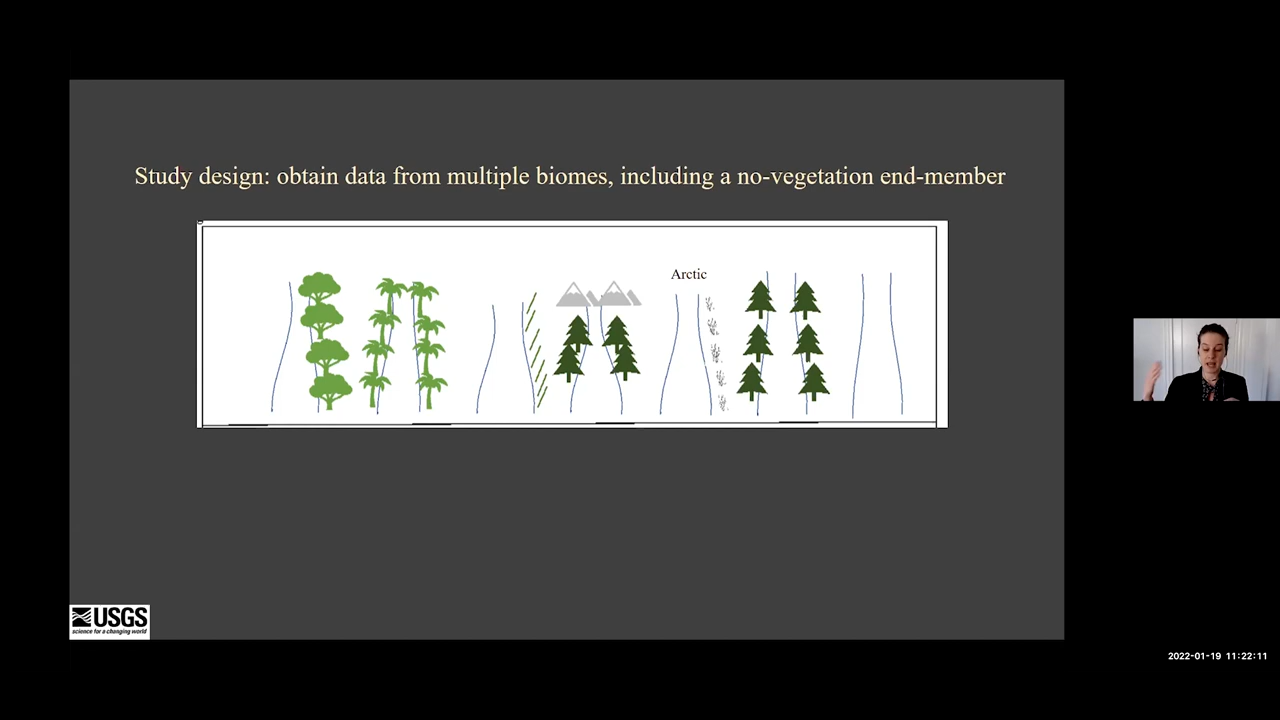 Study design: obtain data from multiple biomes, including a no-vegetation end-member
Arctic
USGS
science for a changing world
2022-01-19 11:22:11